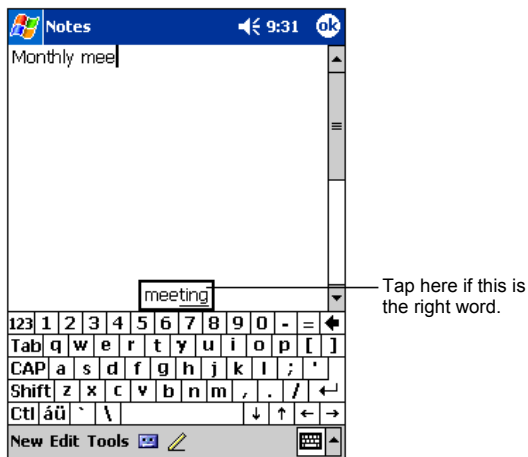 Notes 9:31 ok
Monthly mee
meeting
Tap here if this is
the right word.
123 1 2 3 4 5 6 7 8 9 0 - =
Tab q w e r t y u i o p [ ]
CAP a s d f g h j k l ; '
Shift z x c v b n m , . /
Ctl áü ` \
New Edit Tools